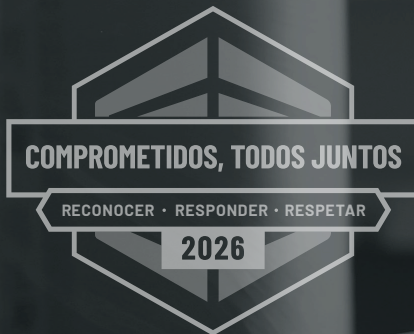 COMPROMETIDOS, TODOS JUNTOS
RECONOCER · RESPONDER · RESPETAR
2026